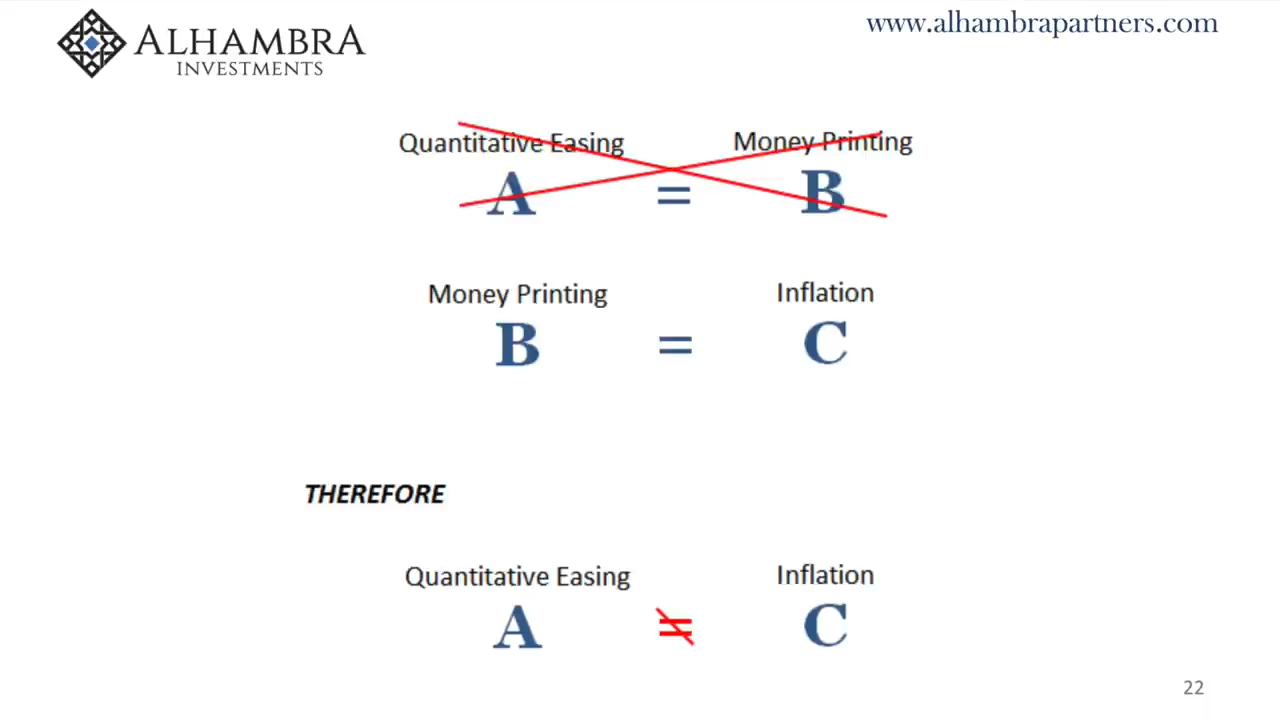 ALHAMBRA
INVESTMENTS
www.alhambrapartners.com
Quantitative Easing Money Printing
A = B
Money Printing Inflation
B = C
THEREFORE
Quantitative Easing Inflation
A ≠ C
22